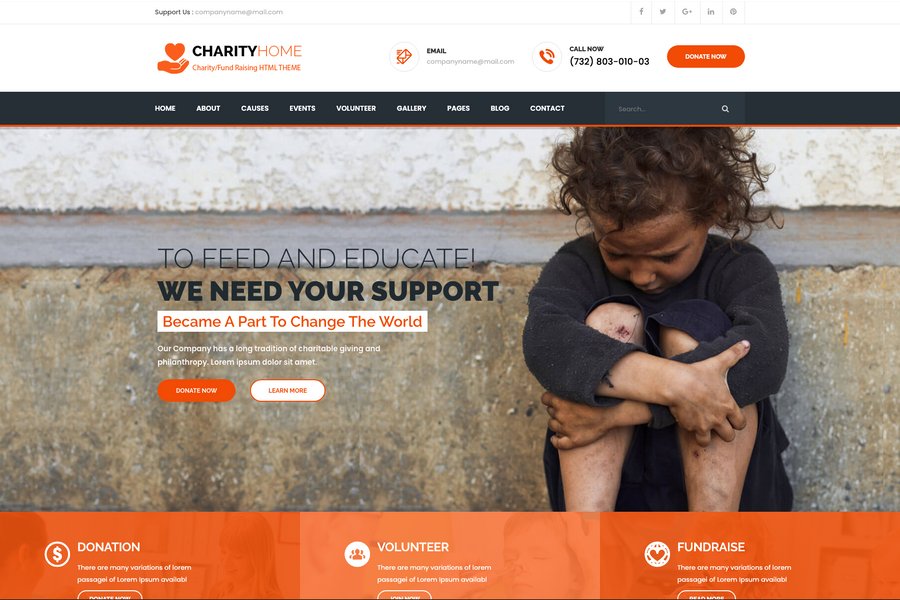 Support Us : companyname@mail.com
CHARITYHOME
Charity/Fund Raising HTML THEME
EMAIL
companyname@mail.com
CALL NOW
(732) 803-010-03
DONATE NOW
HOME ABOUT CAUSES EVENTS VOLUNTEER GALLERY PAGES BLOG CONTACT
Search...
TO FEED AND EDUCATE!
WE NEED YOUR SUPPORT
Became A Part To Change The World
Our Company has a long tradition of charitable giving and
philanthropy. Lorem ipsum dolor sit amet.
DONATE NOW LEARN MORE
DONATION
There are many variations of lorem
passagei of Lorem Ipsum availabl
DONATE NOW
VOLUNTEER
There are many variations of lorem
passagei of Lorem Ipsum availabl
JOIN NOW
FUNDRAISE
There are many variations of lorem
passagei of Lorem Ipsum availabl
READ MORE